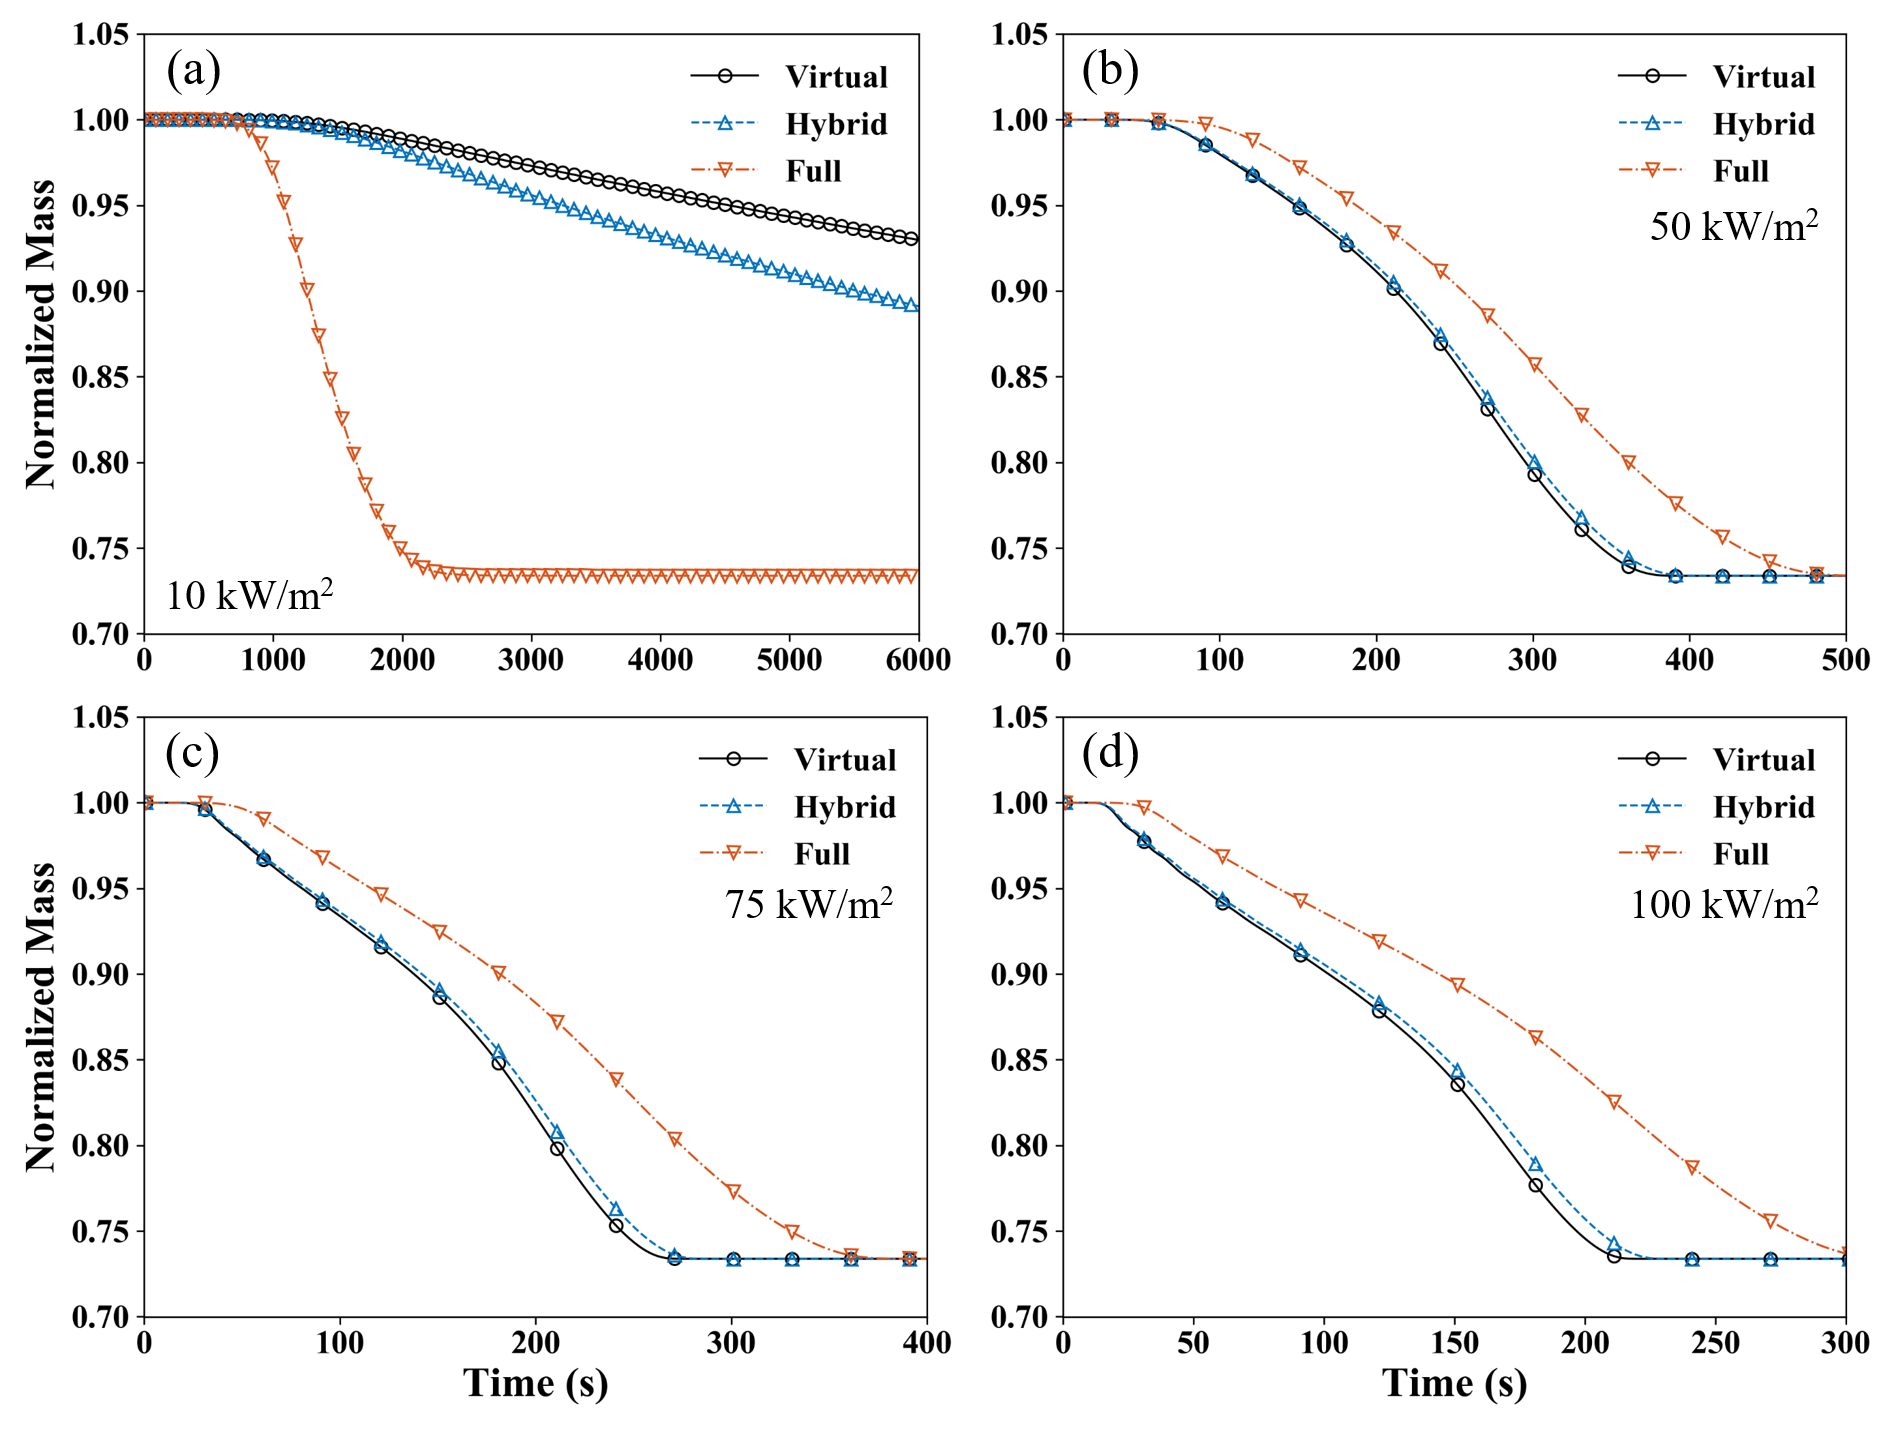 (a)
Virtual
Hybrid
Full
10 kW/m²
Normalized Mass
1.05
1.00
0.95
0.90
0.85
0.80
0.75
0.70
0 1000 2000 3000 4000 5000 6000
(b)
Virtual
Hybrid
Full
50 kW/m²
1.05
1.00
0.95
0.90
0.85
0.80
0.75
0.70
0 100 200 300 400 500
(c)
Virtual
Hybrid
Full
75 kW/m²
Normalized Mass
1.05
1.00
0.95
0.90
0.85
0.80
0.75
0.70
0 100 200 300 400
Time (s)
(d)
Virtual
Hybrid
Full
100 kW/m²
1.05
1.00
0.95
0.90
0.85
0.80
0.75
0.70
0 50 100 150 200 250 300
Time (s)